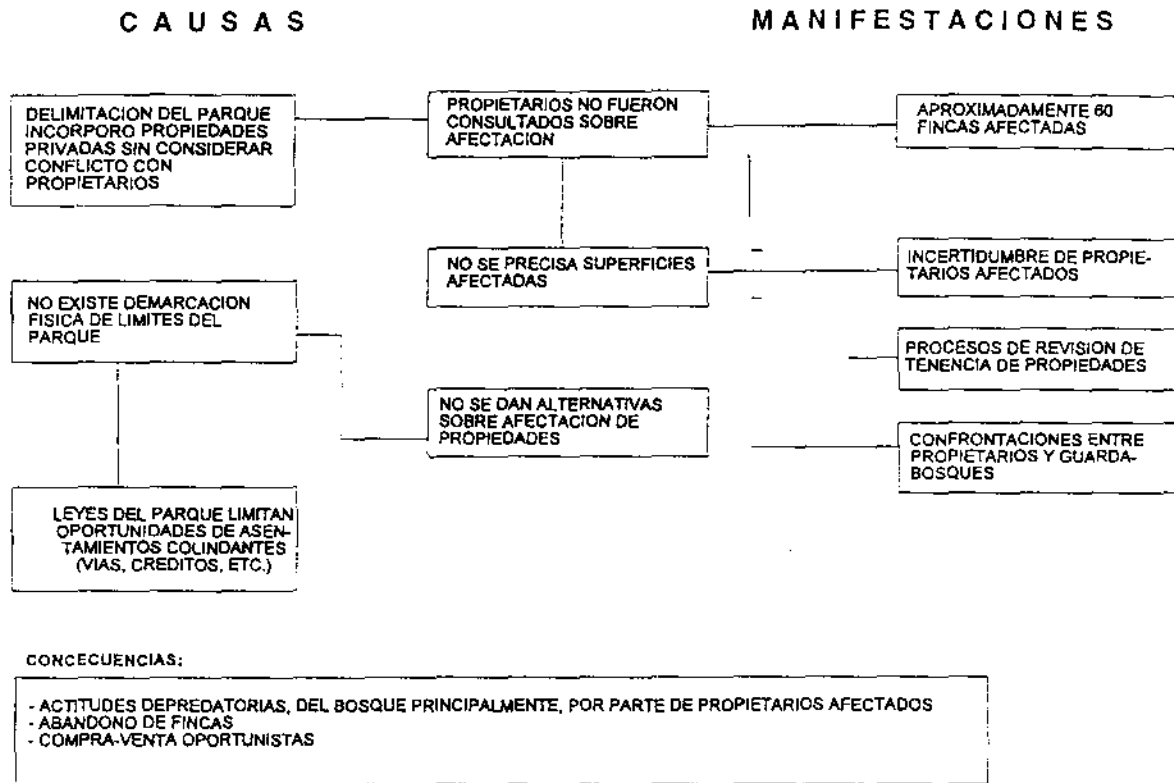 CAUSAS
MANIFESTACIONES
DELIMITACION DEL PARQUE
INCORPORO PROPIEDADES
PRIVADAS SIN CONSIDERAR
CONFLICTO CON
PROPIETARIOS
PROPIETARIOS NO FUERON
CONSULTADOS SOBRE
AFECTACION
APROXIMADAMENTE 60
FINCAS AFECTADAS
NO SE PRECISA SUPERFICIES
AFECTADAS
INCERTIDUMBRE DE PROPIE-
TARIOS AFECTADOS
NO EXISTE DEMARCACION
FISICA DE LIMITES DEL
PARQUE
PROCESOS DE REVISION DE
TENENCIA DE PROPIEDADES
NO SE DAN ALTERNATIVAS
SOBRE AFECTACION DE
PROPIEDADES
CONFRONTACIONES ENTRE
PROPIETARIOS Y GUARDA-
BOSQUES
LEYES DEL PARQUE LIMITAN
OPORTUNIDADES DE ASEN-
TAMIENTOS COLINDANTES
(VIAS, CREDITOS, ETC.)
CONCECUENCIAS:
- ACTITUDES DEPREDATORIAS, DEL BOSQUE PRINCIPALMENTE, POR PARTE DE PROPIETARIOS AFECTADOS
- ABANDONO DE FINCAS
- COMPRA-VENTA OPORTUNISTAS